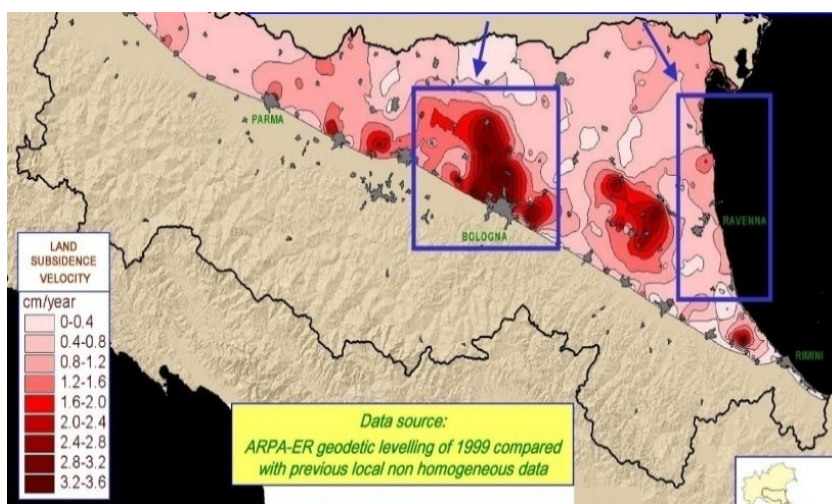 PARMA
BOLOGNA
RAVENNA
RIMINI
LAND
SUBSIDENCE
VELOCITY
cm/year
0-0.4
0.4-0.8
0.8-1.2
1.2-1.6
1.6-2.0
2.0-2.4
2.4-2.8
2.8-3.2
3.2-3.6
Data source:
ARPA-ER geodetic levelling of 1999 compared
with previous local non homogeneous data